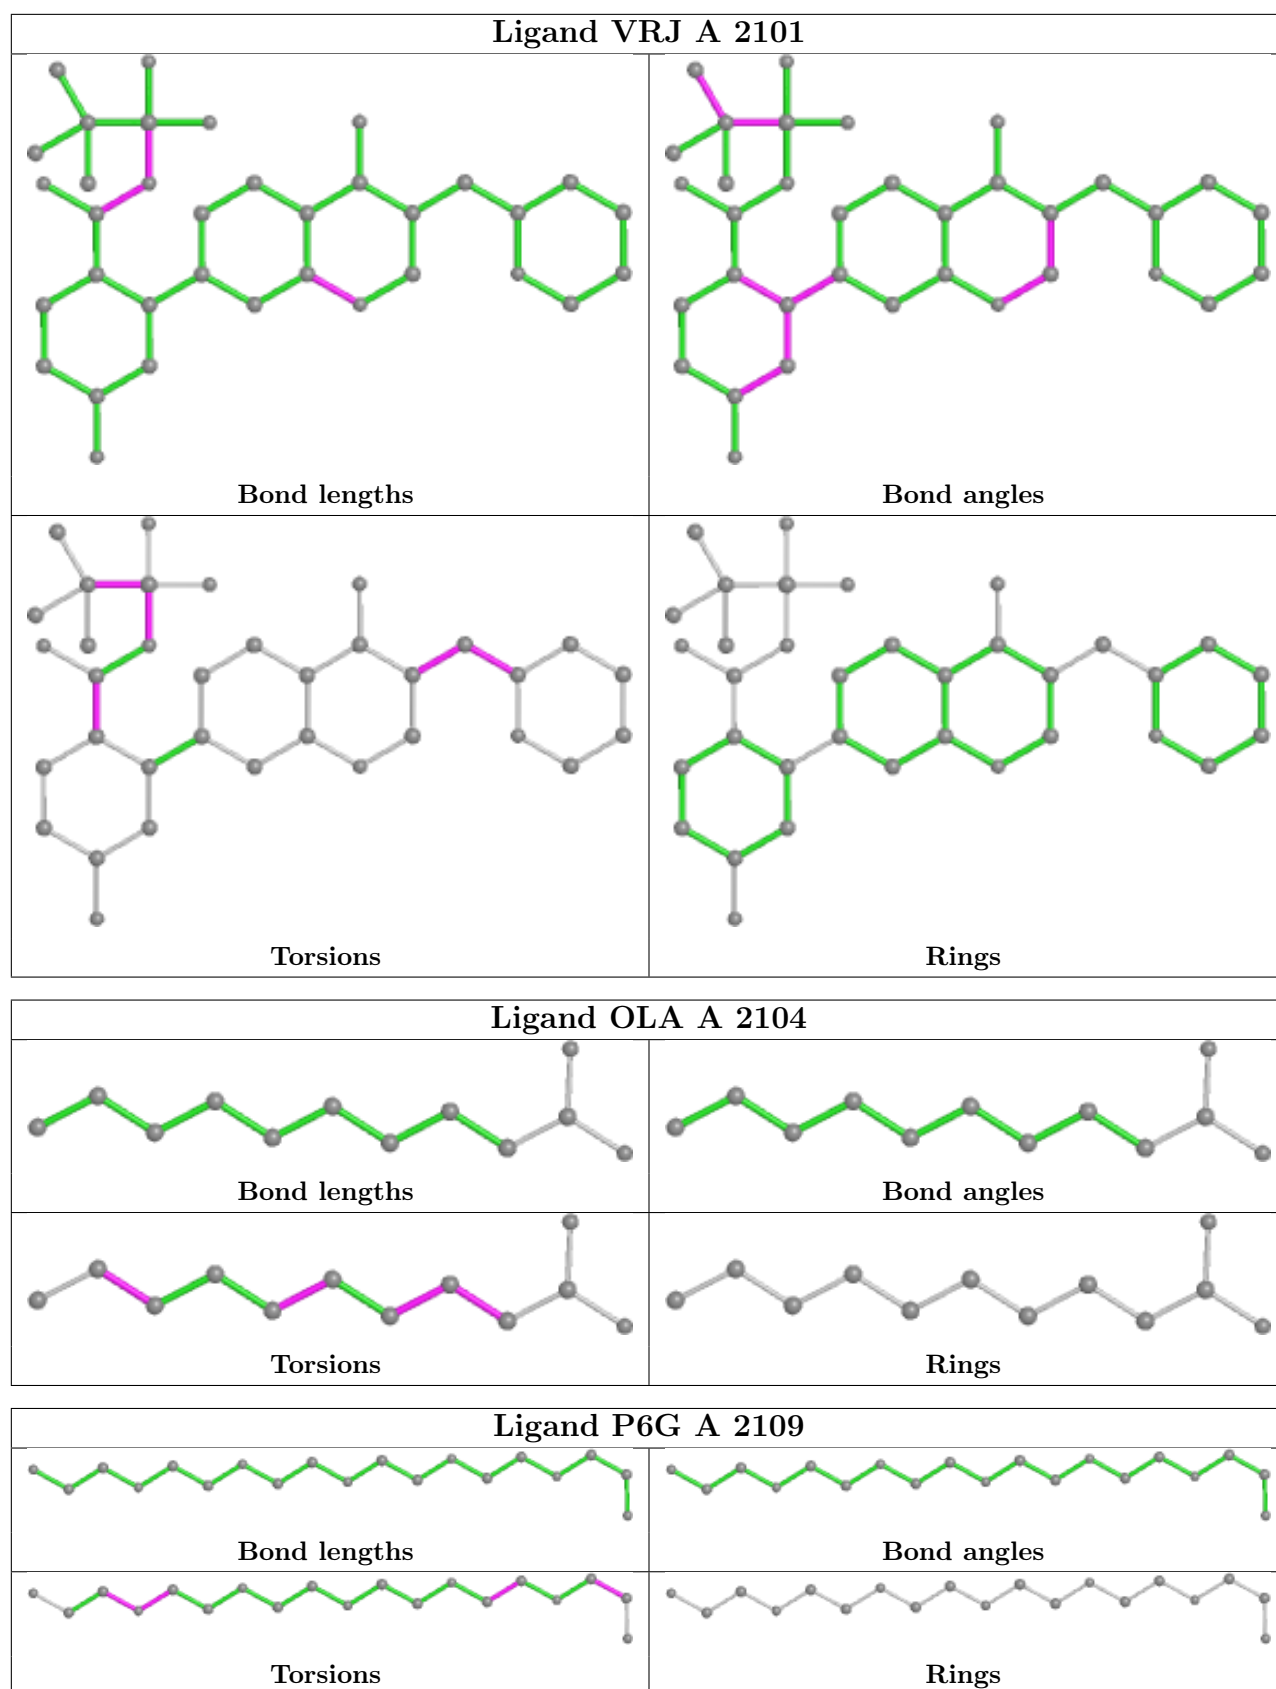 Ligand VRJ A 2101
Bond lengths
Bond angles
Torsions
Rings
Ligand OLA A 2104
Bond lengths
Bond angles
Torsions
Rings
Ligand P6G A 2109
Bond lengths
Bond angles
Torsions
Rings